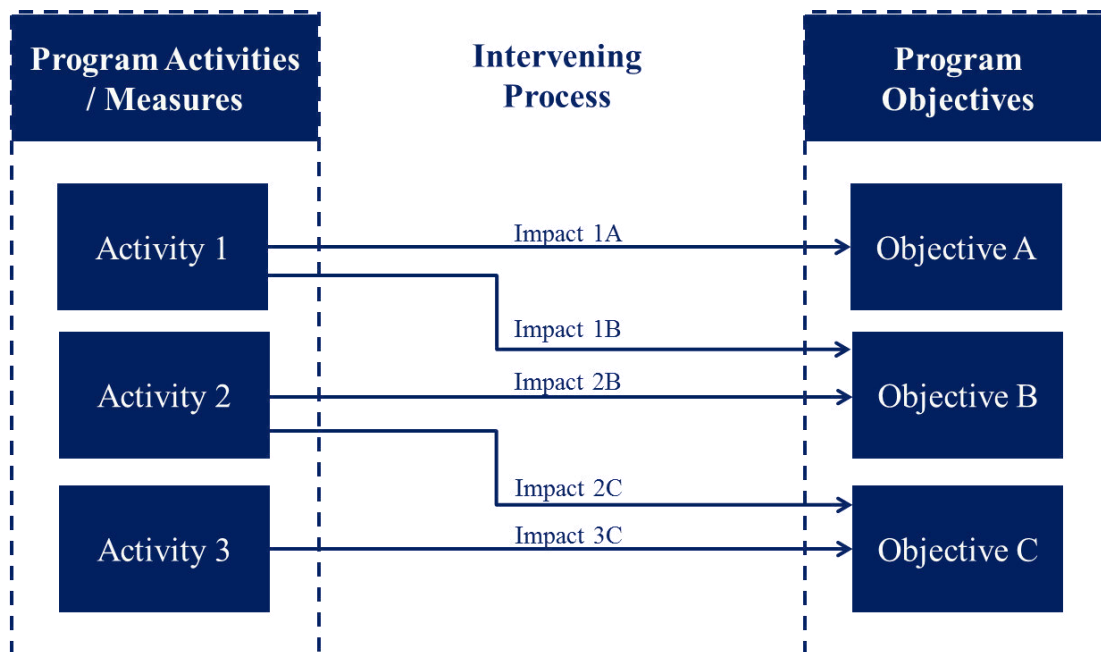 Program Activities
/ Measures
Intervening
Process
Program
Objectives
Activity 1
Impact 1A
Objective A
Impact 1B
Activity 2
Impact 2B
Objective B
Impact 2C
Activity 3
Impact 3C
Objective C